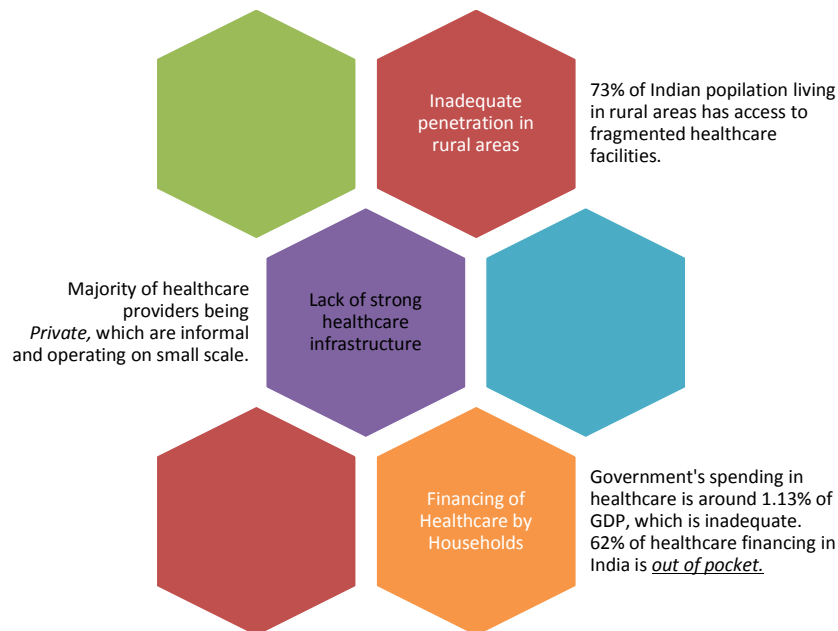 Inadequate
penetration in
rural areas
73% of Indian popilation living
in rural areas has access to
fragmented healthcare
facilities.
Majority of healthcare
providers being
Private, which are informal
and operating on small scale.
Lack of strong
healthcare
infrastructure
Financing of
Healthcare by
Households
Government's spending in
healthcare is around 1.13% of
GDP, which is inadequate.
62% of healthcare financing in
India is out of pocket.